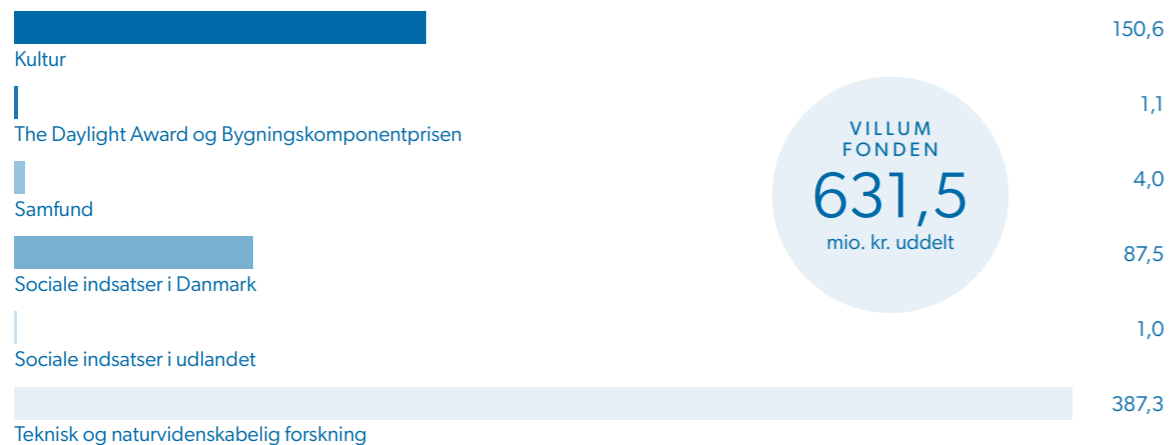 150,6
Kultur
1,1
The Daylight Award og Bygningskomponentprisen
4,0
Samfund
87,5
Sociale indsatser i Danmark
1,0
Sociale indsatser i udlandet
387,3
Teknisk og naturvidenskabelig forskning
VILLUM
FONDEN
631,5
mio. kr. uddelt